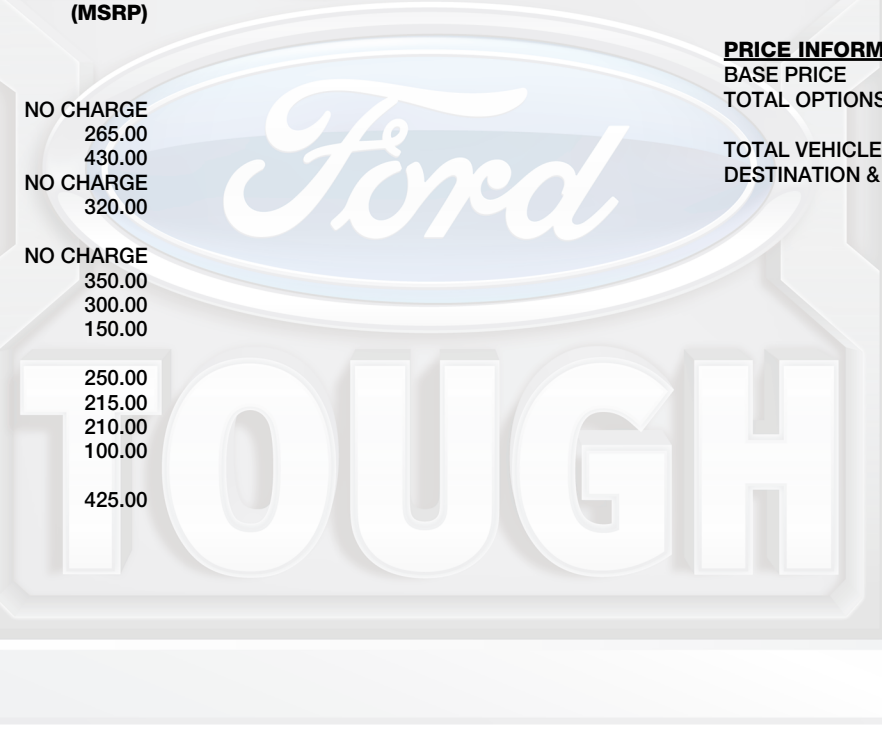 (MSRP)
NO CHARGE
265.00
430.00
NO CHARGE
320.00
NO CHARGE
350.00
300.00
150.00
250.00
215.00
210.00
100.00
425.00
PRICE INFORM
BASE PRICE
TOTAL OPTIONS
TOTAL VEHICLE
DESTINATION &
Ford
TOUGH